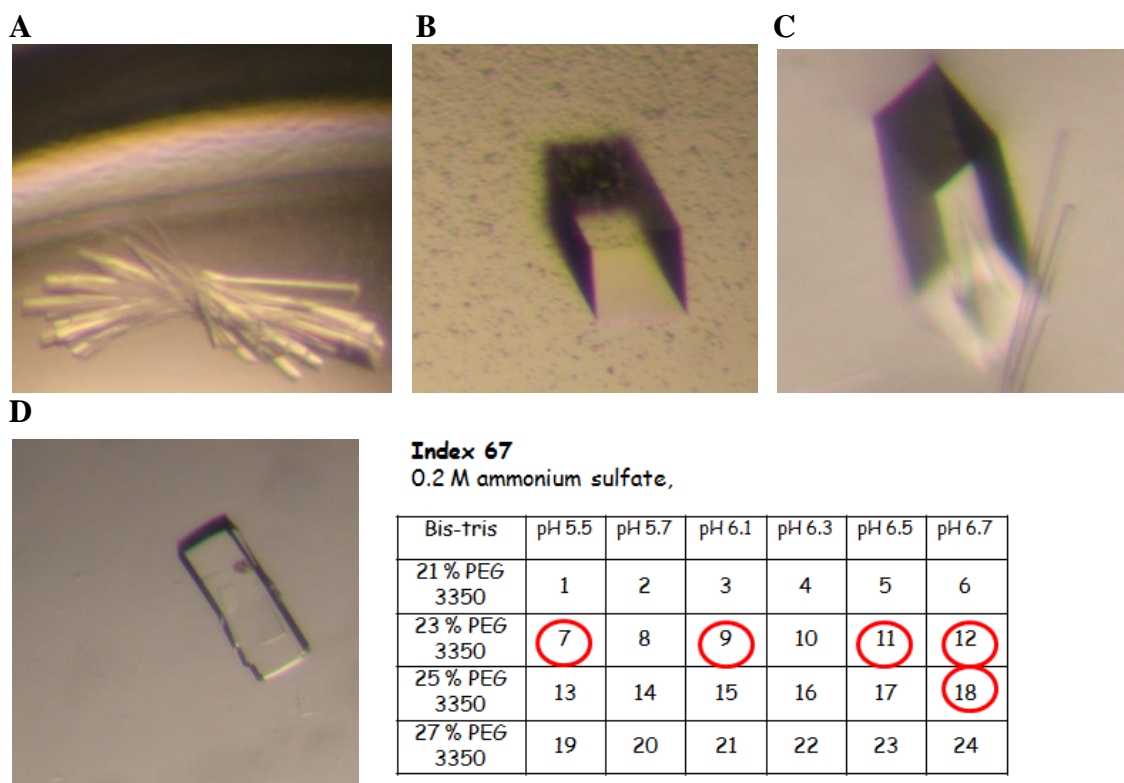 A
B
C
D
Index 67
0.2 M ammonium sulfate,
Bis-tris pH 5.5 pH 5.7 pH 6.1 pH 6.3 pH 6.5 pH 6.7
21 % PEG
3350 1 2 3 4 5 6
23 % PEG
3350 7 8 9 10 11 12
25 % PEG
3350 13 14 15 16 17 18
27 % PEG
3350 19 20 21 22 23 24